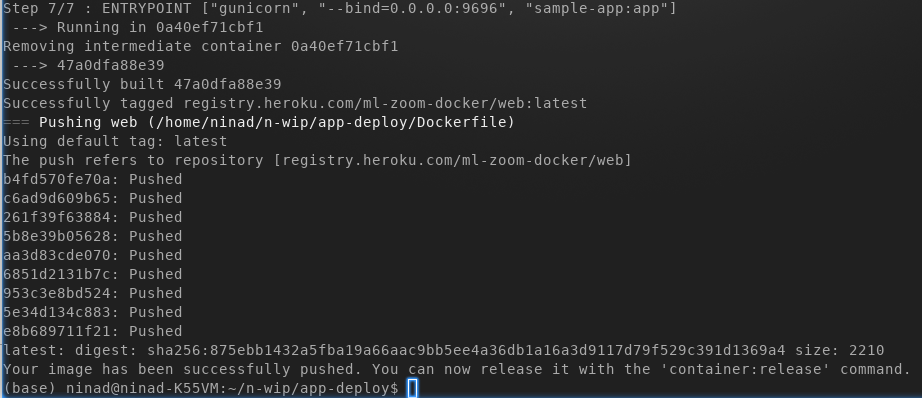 Step 7/7 : ENTRYPOINT ["gunicorn", "--bind=0.0.0.0:9696", "sample-app:app"]
 ---> Running in 0a40ef71cbf1
Removing intermediate container 0a40ef71cbf1
 ---> 47a0dfa88e39
Successfully built 47a0dfa88e39
Successfully tagged registry.heroku.com/ml-zoom-docker/web:latest
=== Pushing web (/home/ninad/n-wip/app-deploy/Dockerfile)
Using default tag: latest
The push refers to repository [registry.heroku.com/ml-zoom-docker/web]
b4fd570fe70a: Pushed
c6ad9d609b65: Pushed
261f39f63884: Pushed
5b8e39b05628: Pushed
aa3d83cde070: Pushed
6851d2131b7c: Pushed
953c3e8bd524: Pushed
5e34d134c883: Pushed
e8b689711f21: Pushed
latest: digest: sha256:875ebb1432a5fba19a66aac9bb5ee4a36db1a16a3d9117d79f529c391d1369a4 size: 2210
Your image has been successfully pushed. You can now release it with the 'container:release' command.
(base) ninad@ninad-K55VM:~/n-wip/app-deploy$